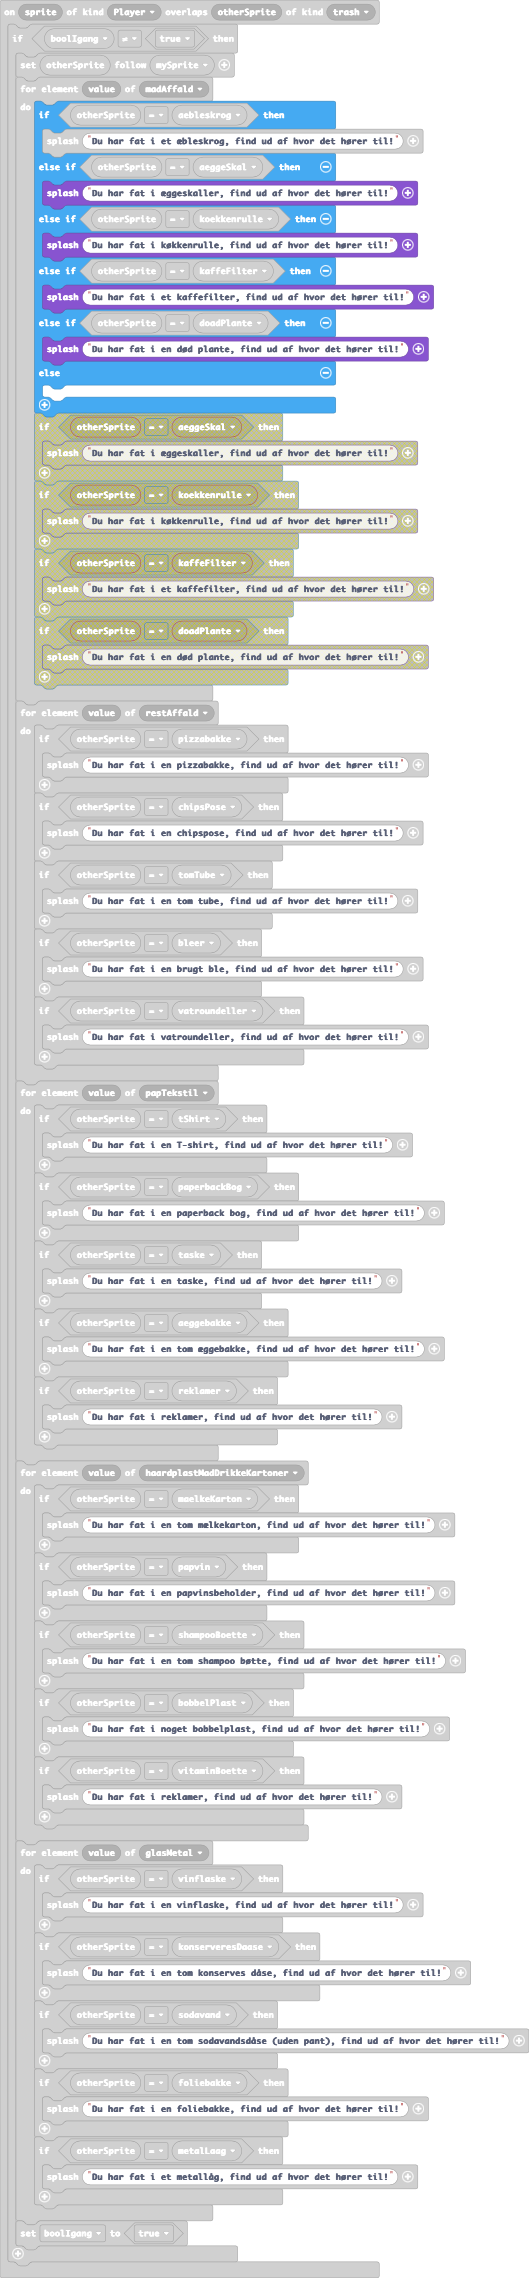 on sprite of kind Player overlaps otherSprite of kind trash
if boolIgang ≠ true then
set otherSprite follow mySprite
for element value of madAffald
do
if otherSprite = aebleskrog then
splash "Du har fat i et æbleskrog, find ud af hvor det hører til!"
else if otherSprite = aeggeSkal then
splash "Du har fat i æggeskaller, find ud af hvor det hører til!"
else if otherSprite = koekkenrulle then
splash "Du har fat i køkkenrulle, find ud af hvor det hører til!"
else if otherSprite = kaffeFilter then
splash "Du har fat i et kaffefilter, find ud af hvor det hører til!"
else if otherSprite = doadPlante then
splash "Du har fat i en død plante, find ud af hvor det hører til!"
else
if otherSprite = aeggeSkal then
splash "Du har fat i æggeskaller, find ud af hvor det hører til!"
if otherSprite = koekkenrulle then
splash "Du har fat i køkkenrulle, find ud af hvor det hører til!"
if otherSprite = kaffeFilter then
splash "Du har fat i et kaffefilter, find ud af hvor det hører til!"
if otherSprite = doadPlante then
splash "Du har fat i en død plante, find ud af hvor det hører til!"
for element value of restAffald
do
if otherSprite = pizzabakke then
splash "Du har fat i en pizzabakke, find ud af hvor det hører til!"
if otherSprite = chipsPose then
splash "Du har fat i en chipspose, find ud af hvor det hører til!"
if otherSprite = tomTube then
splash "Du har fat i en tom tube, find ud af hvor det hører til!"
if otherSprite = bleer then
splash "Du har fat i en brugt ble, find ud af hvor det hører til!"
if otherSprite = vatroundeller then
splash "Du har fat i vatroundeller, find ud af hvor det hører til!"
for element value of papTekstil
do
if otherSprite = tShirt then
splash "Du har fat i en T-shirt, find ud af hvor det hører til!"
if otherSprite = paperbackBog then
splash "Du har fat i en paperback bog, find ud af hvor det hører til!"
if otherSprite = taske then
splash "Du har fat i en taske, find ud af hvor det hører til!"
if otherSprite = aeggebakke then
splash "Du har fat i en tom æggebakke, find ud af hvor det hører til!"
if otherSprite = reklamer then
splash "Du har fat i reklamer, find ud af hvor det hører til!"
for element value of haardplastMadDrikkeKartoner
do
if otherSprite = maelkeKarton then
splash "Du har fat i en tom mælkekarton, find ud af hvor det hører til!"
if otherSprite = papvin then
splash "Du har fat i en papvinsbeholder, find ud af hvor det hører til!"
if otherSprite = shampooBoette then
splash "Du har fat i en tom shampoo bøtte, find ud af hvor det hører til!"
if otherSprite = bobbelPlast then
splash "Du har fat i noget bobbelplast, find ud af hvor det hører til!"
if otherSprite = vitaminBoette then
splash "Du har fat i reklamer, find ud af hvor det hører til!"
for element value of glasMetal
do
if otherSprite = vinflaske then
splash "Du har fat i en vinflaske, find ud af hvor det hører til!"
if otherSprite = konserveresDoase then
splash "Du har fat i en tom konserves dåse, find ud af hvor det hører til!"
if otherSprite = sodavand then
splash "Du har fat i en tom sodavandsdåse (uden pant), find ud af hvor det hører til!"
if otherSprite = foliebakke then
splash "Du har fat i en foliebakke, find ud af hvor det hører til!"
if otherSprite = metalLaag then
splash "Du har fat i et metallåg, find ud af hvor det hører til!"
set boolIgang to true